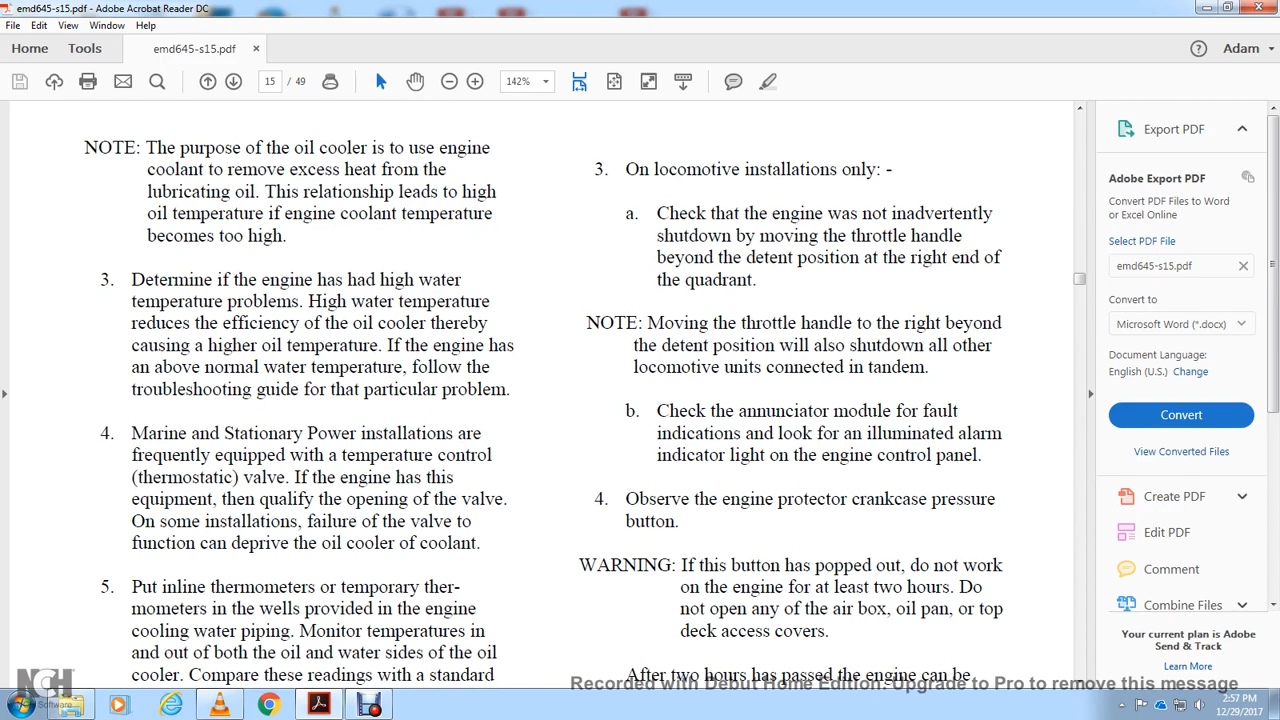 emd645-s15.pdf - Adobe Acrobat Reader DC
File Edit View Window Help
Home Tools emd645-s15.pdf × Adam
15 / 49 142%
NOTE: The purpose of the oil cooler is to use engine
coolant to remove excess heat from the
lubricating oil. This relationship leads to high
oil temperature if engine coolant temperature
becomes too high.
3. Determine if the engine has had high water
temperature problems. High water temperature
reduces the efficiency of the oil cooler thereby
causing a higher oil temperature. If the engine has
an above normal water temperature, follow the
troubleshooting guide for that particular problem.
4. Marine and Stationary Power installations are
frequently equipped with a temperature control
(thermostatic) valve. If the engine has this
equipment, then qualify the opening of the valve.
On some installations, failure of the valve to
function can deprive the oil cooler of coolant.
5. Put inline thermometers or temporary ther-
mometers in the wells provided in the engine
cooling water piping. Monitor temperatures in
and out of both the oil and water sides of the oil
cooler. Compare these readings with a standard
3. On locomotive installations only: -
a. Check that the engine was not inadvertently
shutdown by moving the throttle handle
beyond the detent position at the right end of
the quadrant.
NOTE: Moving the throttle handle to the right beyond
the detent position will also shutdown all other
locomotive units connected in tandem.
b. Check the annunciator module for fault
indications and look for an illuminated alarm
indicator light on the engine control panel.
4. Observe the engine protector crankcase pressure
button.
WARNING: If this button has popped out, do not work
on the engine for at least two hours. Do
not open any of the air box, oil pan, or top
deck access covers.
After two hours has passed the engine can be
Export PDF
Adobe Export PDF
Convert PDF Files to Word
or Excel Online
Select PDF File
emd645-s15.pdf
Convert to
Microsoft Word (*.docx)
Document Language:
English (U.S.) Change
Convert
View Converted Files
Create PDF
Edit PDF
Comment
Combine Files
Your current plan is Adobe
Send & Track
Learn More
NCH Software
Recorded with Debut Home Edition. Upgrade to Pro to remove this message
2:57 PM
12/29/2017